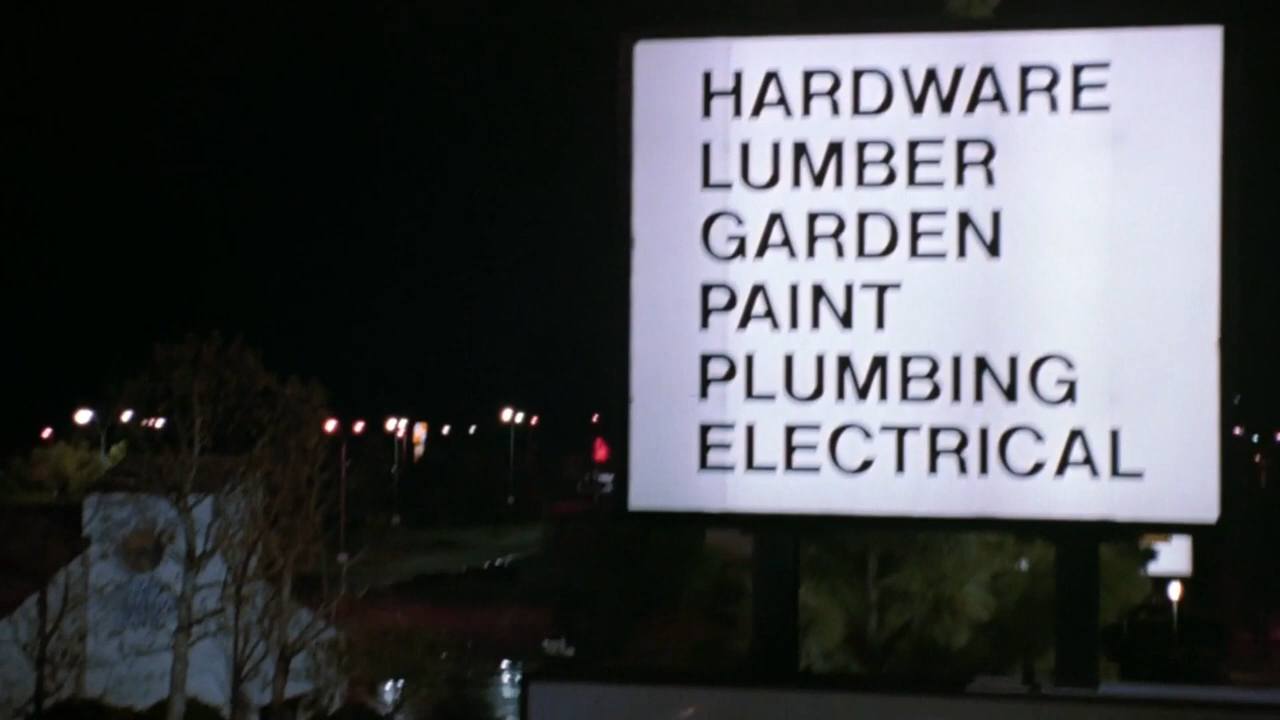 HARDWARE
LUMBER
GARDEN
PAINT
PLUMBING
ELECTRICAL